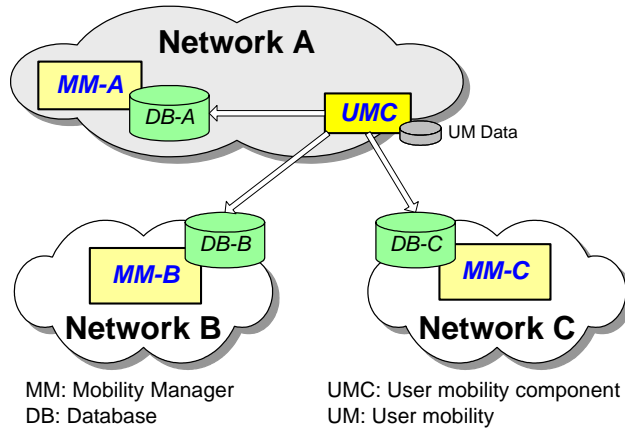 Network A
MM-A
DB-A
UMC
UM Data
DB-B
DB-C
MM-B
MM-C
Network B
Network C
MM: Mobility Manager
DB: Database
UMC: User mobility component
UM: User mobility